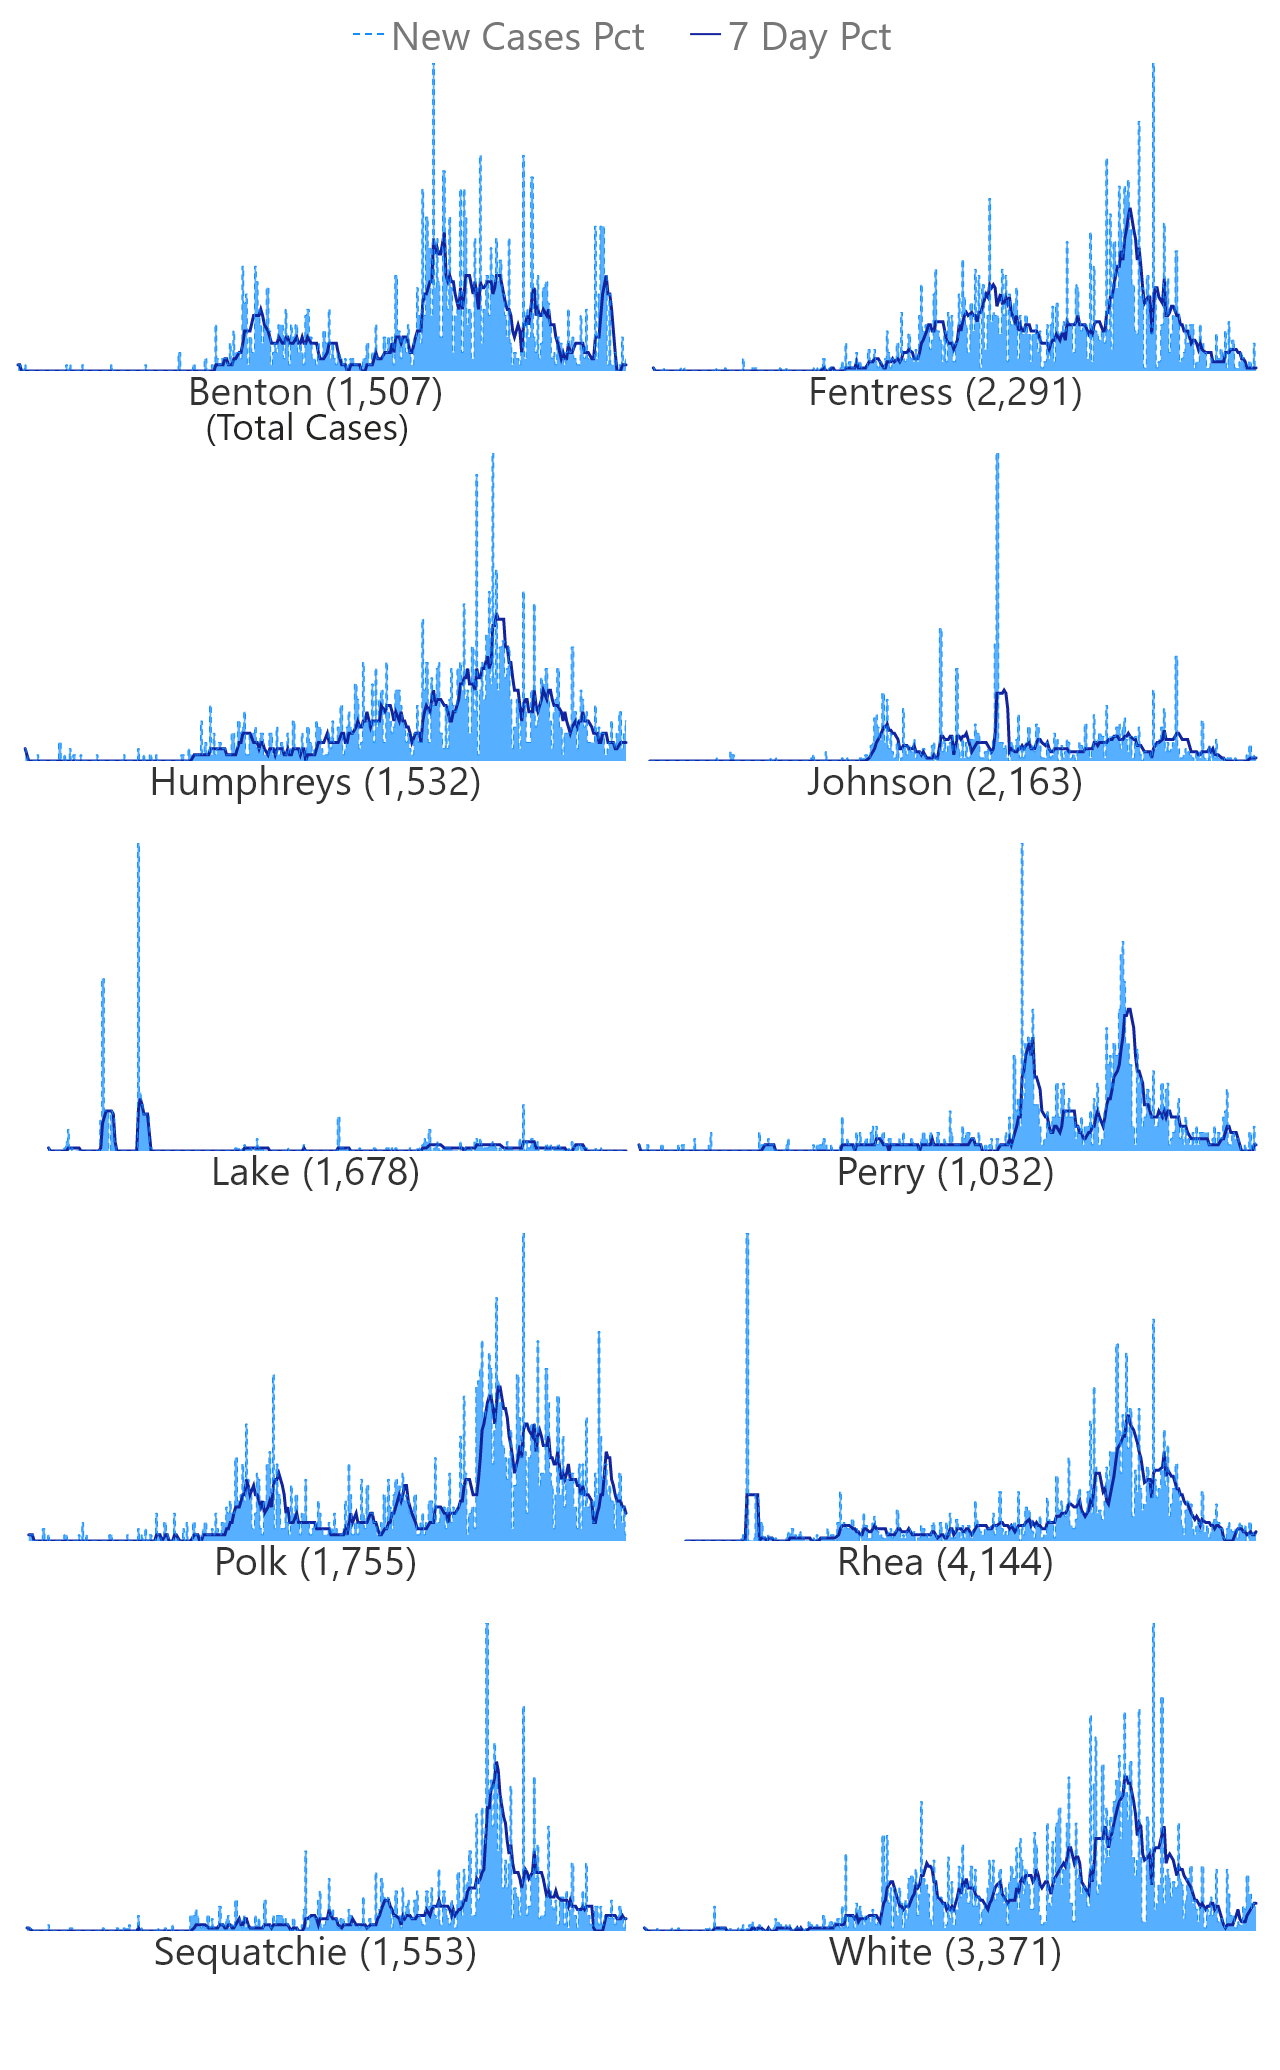 New Cases Pct 7 Day Pct
Benton (1,507) Fentress (2,291)
(Total Cases)
Humphreys (1,532) Johnson (2,163)
Lake (1,678) Perry (1,032)
Polk (1,755) Rhea (4,144)
Sequatchie (1,553) White (3,371)